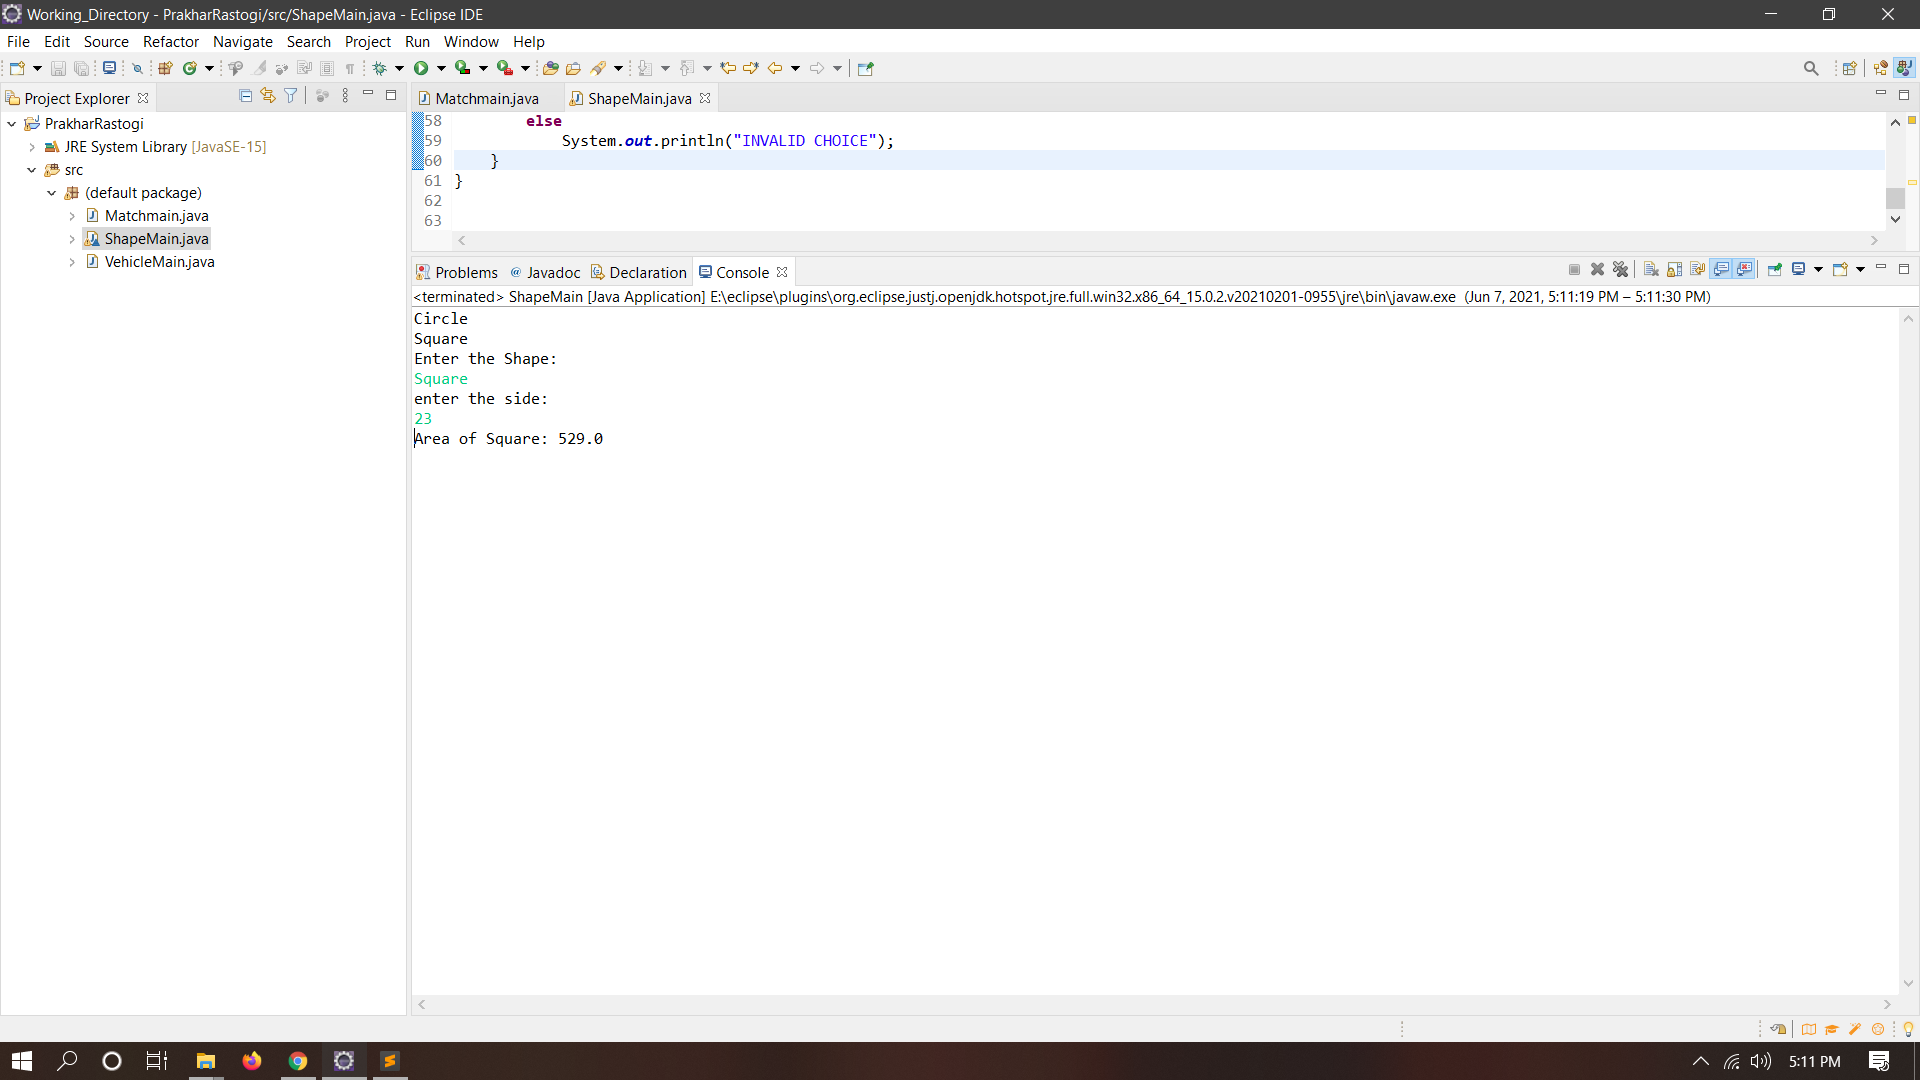 Working_Directory - PrakharRastogi/src/ShapeMain.java - Eclipse IDE
File Edit Source Refactor Navigate Search Project Run Window Help
Project Explorer
PrakharRastogi
JRE System Library [JavaSE-15]
src
(default package)
Matchmain.java
ShapeMain.java
VehicleMain.java
Matchmain.java ShapeMain.java
58 else
59 System.out.println("INVALID CHOICE");
60 }
61 }
62
63
Problems Javadoc Declaration Console
<terminated> ShapeMain [Java Application] E:\eclipse\plugins\org.eclipse.justj.openjdk.hotspot.jre.full.win32.x86_64_15.0.2.v20210201-0955\jre\bin\javaw.exe (Jun 7, 2021, 5:11:19 PM – 5:11:30 PM)
Circle
Square
Enter the Shape:
Square
enter the side:
23
Area of Square: 529.0
5:11 PM